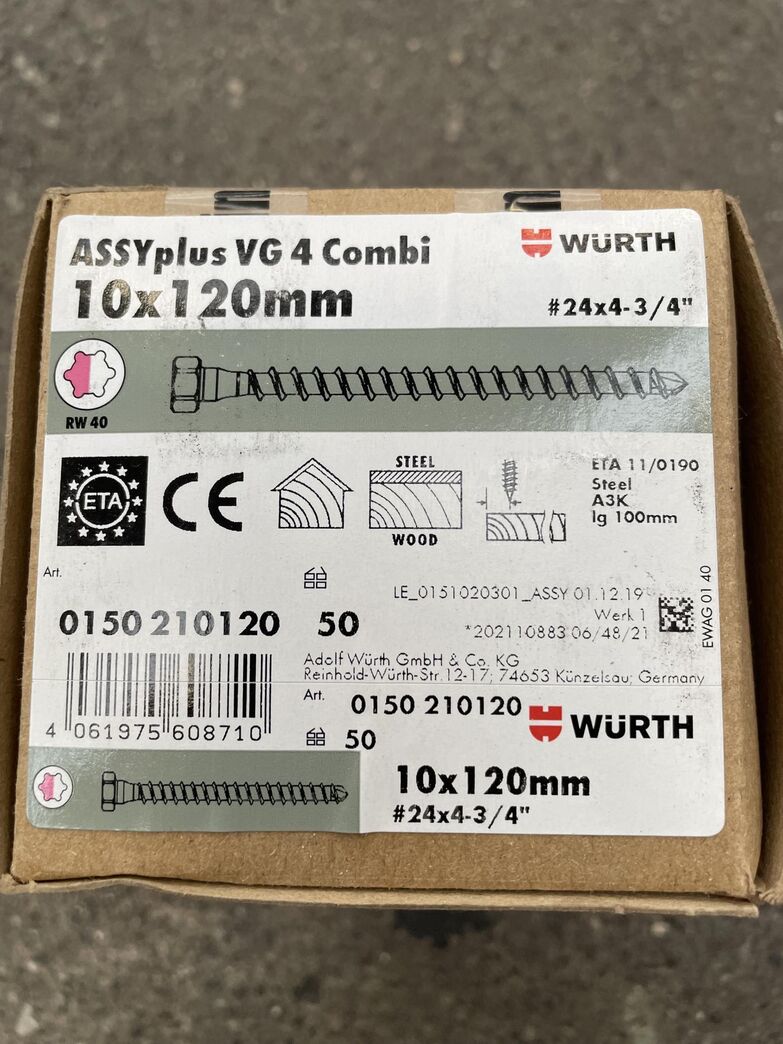 ASSYplus VG 4 Combi
WÜRTH
10x120mm
#24x4-3/4"
RW 40
ETA
CE
STEEL
WOOD
ETA 11/0190
Steel
A3K
lg 100mm
Art.
0150 210120
50
LE_0151020301_ASSY 01.12.19
Werk 1
*202110883 06/48/21
EWAG 01 40
Adolf Würth GmbH & Co. KG
Reinhold-Würth-Str.12-17; 74653 Künzelsau; Germany
4 061975 608710
Art.
0150 210120
50
WÜRTH
10x120mm
#24x4-3/4"